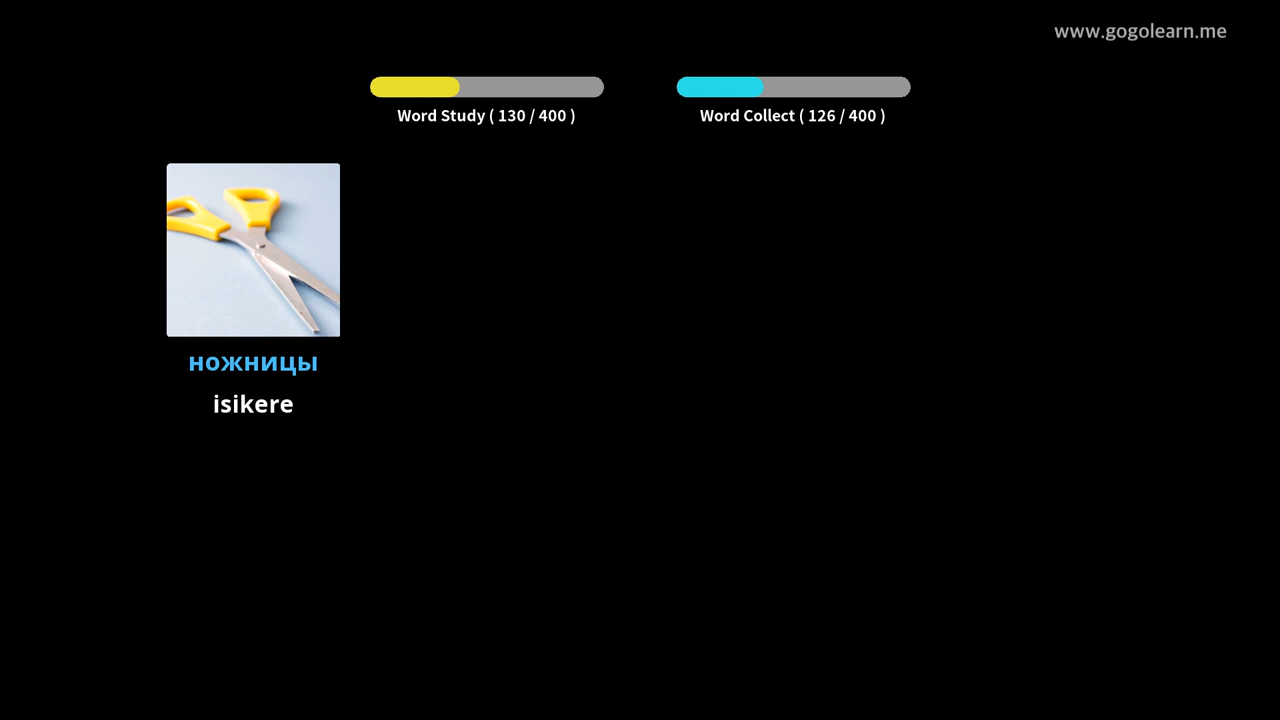 www.gogolearn.me
Word Study ( 130 / 400 )
Word Collect ( 126 / 400 )
ножницы
isikere